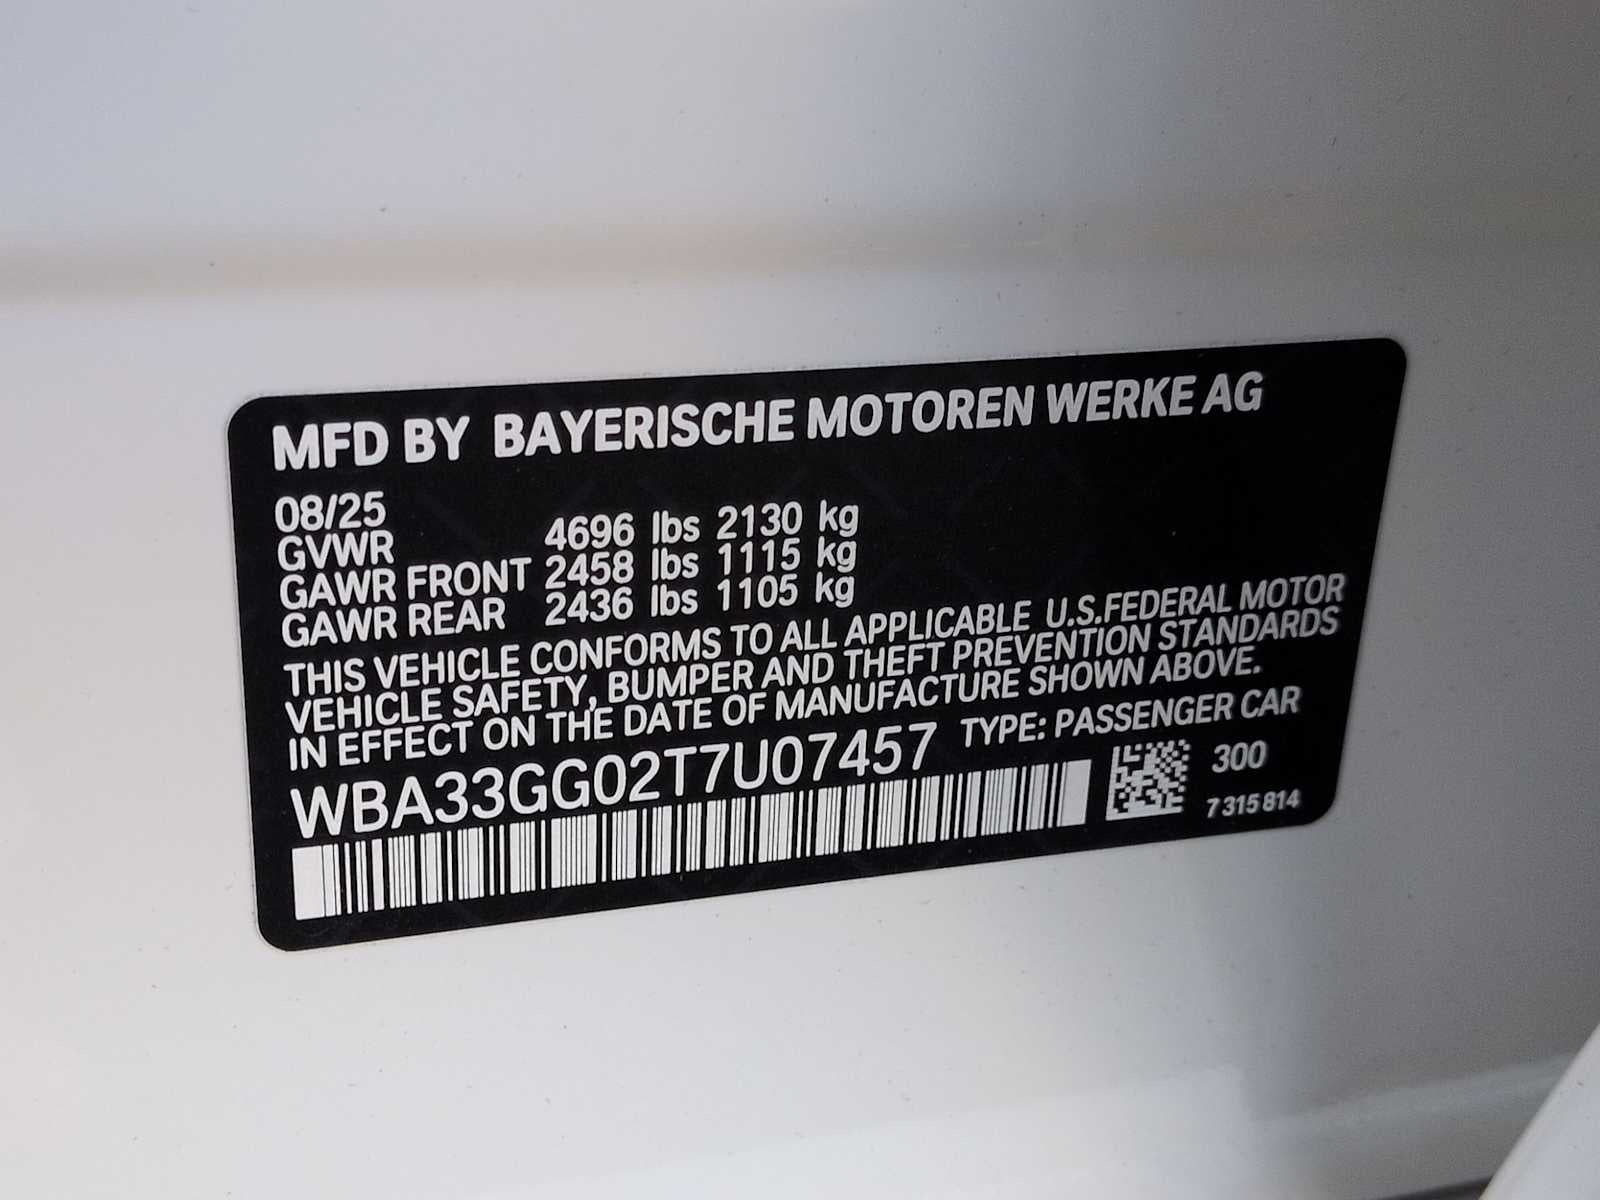 MFD BY BAYERISCHE MOTOREN WERKE AG
08/25
GVWR 4696 lbs 2130 kg
GAWR FRONT 2458 lbs 1115 kg
GAWR REAR 2436 lbs 1105 kg
THIS VEHICLE CONFORMS TO ALL APPLICABLE U.S.FEDERAL MOTOR
VEHICLE SAFETY, BUMPER AND THEFT PREVENTION STANDARDS
IN EFFECT ON THE DATE OF MANUFACTURE SHOWN ABOVE.
WBA33GG02T7U07457 TYPE: PASSENGER CAR
300
7 315 814